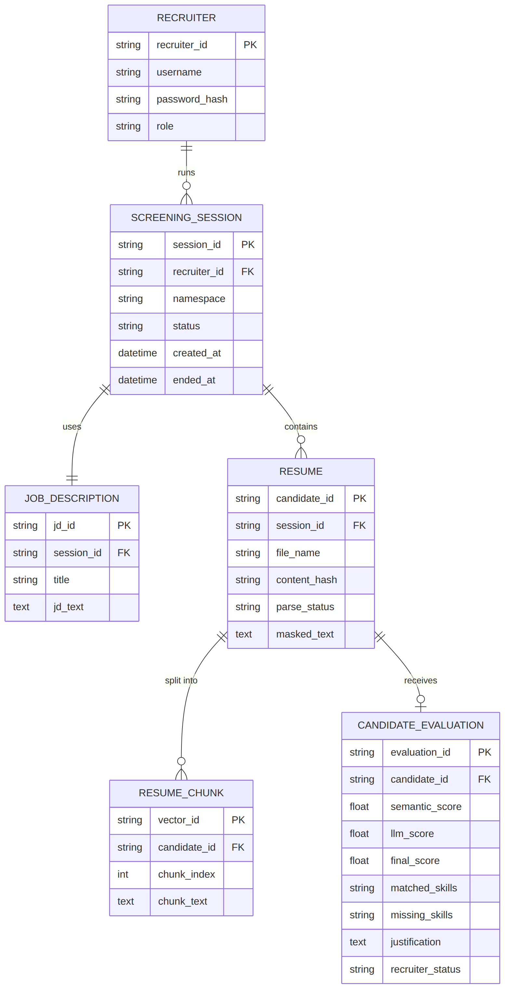 RECRUITER
string recruiter_id PK
string username
string password_hash
string role
runs
SCREENING_SESSION
string session_id PK
string recruiter_id FK
string namespace
string status
datetime created_at
datetime ended_at
uses
contains
JOB_DESCRIPTION
string jd_id PK
string session_id FK
string title
text jd_text
RESUME
string candidate_id PK
string session_id FK
string file_name
string content_hash
string parse_status
text masked_text
split into
receives
RESUME_CHUNK
string vector_id PK
string candidate_id FK
int chunk_index
text chunk_text
CANDIDATE_EVALUATION
string evaluation_id PK
string candidate_id FK
float semantic_score
float llm_score
float final_score
string matched_skills
string missing_skills
text justification
string recruiter_status